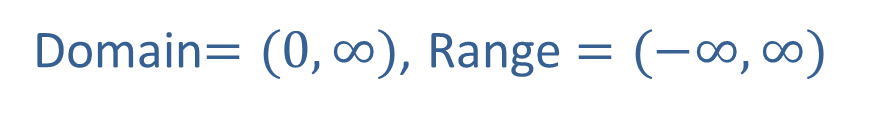 Domain= (0, ∞), Range = (−∞, ∞)